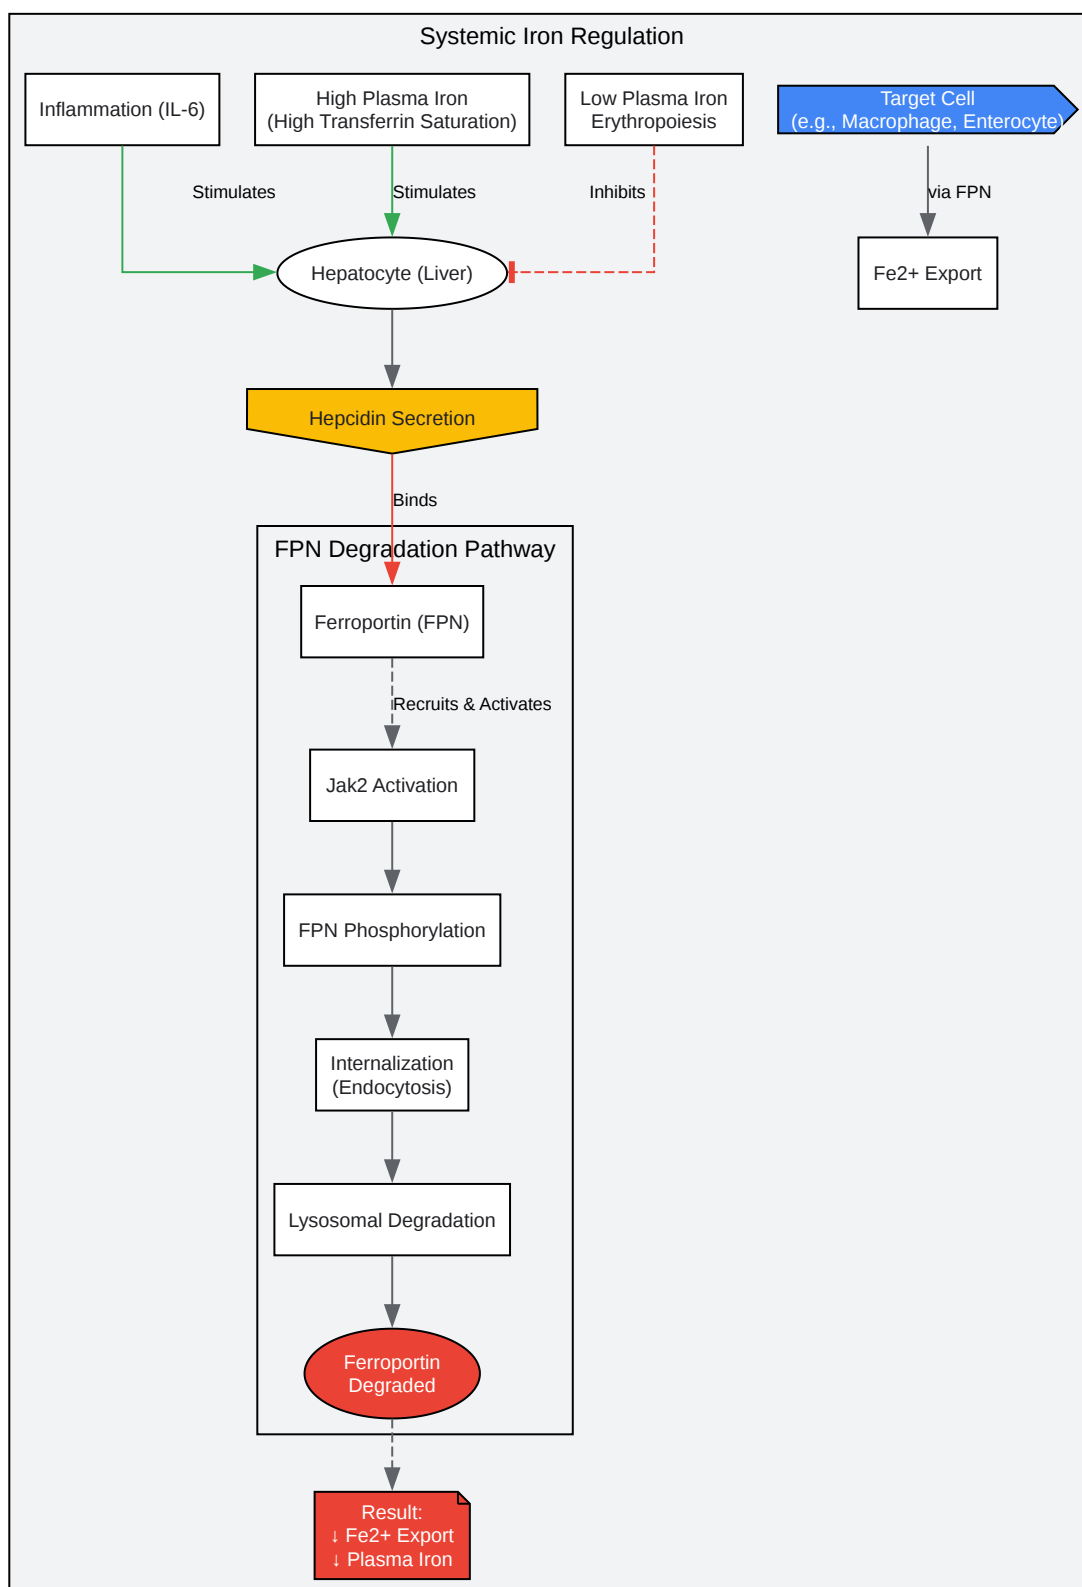 Systemic Iron Regulation
Inflammation (IL-6)
High Plasma Iron
(High Transferrin Saturation)
Low Plasma Iron
Erythropoiesis
Target Cell
(e.g., Macrophage, Enterocyte)
Stimulates
Stimulates
Inhibits
via FPN
Hepatocyte (Liver)
Fe2+ Export
Hepcidin Secretion
Binds
FPN Degradation Pathway
Ferroportin (FPN)
Recruits & Activates
Jak2 Activation
FPN Phosphorylation
Internalization
(Endocytosis)
Lysosomal Degradation
Ferroportin
Degraded
Result:
↓ Fe2+ Export
↓ Plasma Iron